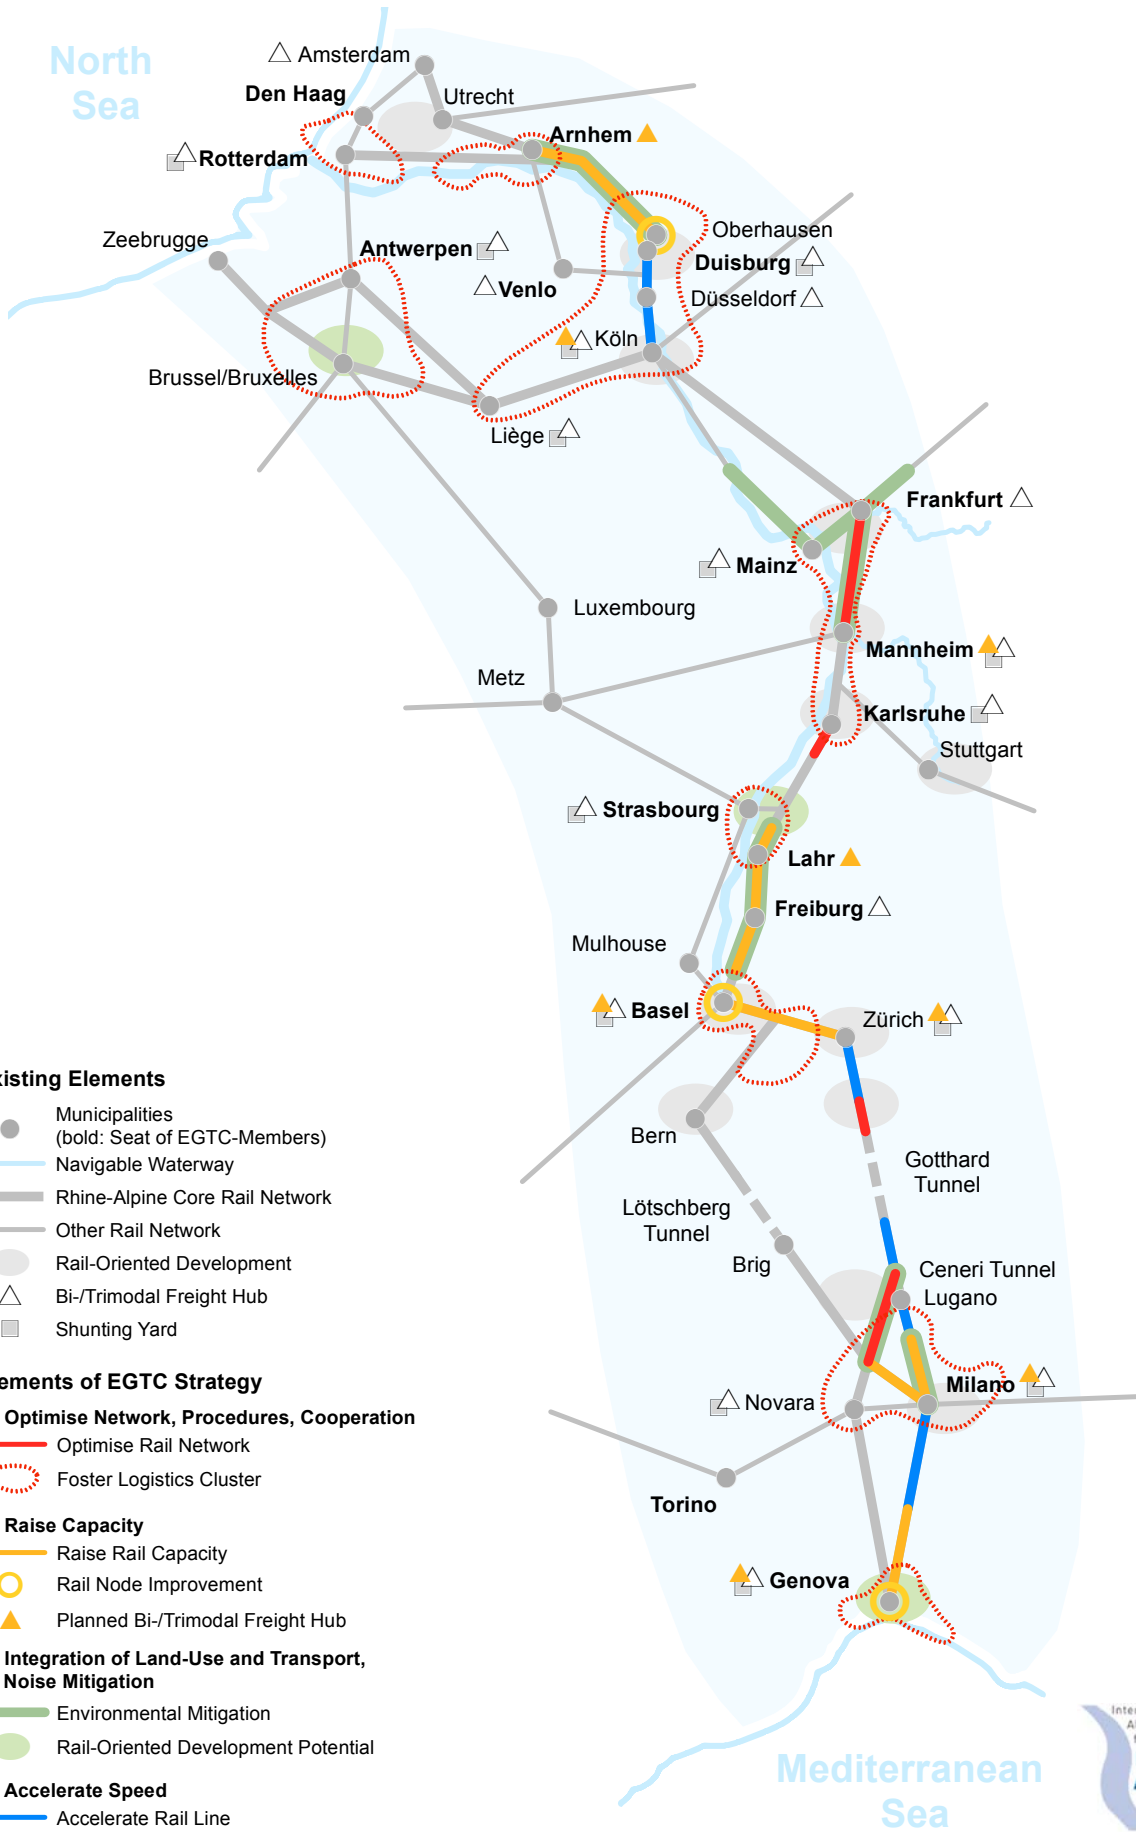 North
Sea
Amsterdam
Den Haag
Utrecht
Arnhem
Rotterdam
Zeebrugge
Oberhausen
Antwerpen
Duisburg
Venlo
Düsseldorf
Köln
Brussel/Bruxelles
Liège
Frankfurt
Mainz
Luxembourg
Mannheim
Metz
Karlsruhe
Stuttgart
Strasbourg
Lahr
Freiburg
Mulhouse
Basel
Zürich
Bern
Gotthard
Tunnel
Lötschberg
Tunnel
Brig
Ceneri Tunnel
Lugano
Milano
Novara
Torino
Genova
Mediterranean
Sea
xisting Elements
Municipalities
(bold: Seat of EGTC-Members)
Navigable Waterway
Rhine-Alpine Core Rail Network
Other Rail Network
Rail-Oriented Development
Bi-/Trimodal Freight Hub
Shunting Yard
ements of EGTC Strategy
Optimise Network, Procedures, Cooperation
Optimise Rail Network
Foster Logistics Cluster
Raise Capacity
Raise Rail Capacity
Rail Node Improvement
Planned Bi-/Trimodal Freight Hub
Integration of Land-Use and Transport,
Noise Mitigation
Environmental Mitigation
Rail-Oriented Development Potential
Accelerate Speed
Accelerate Rail Line